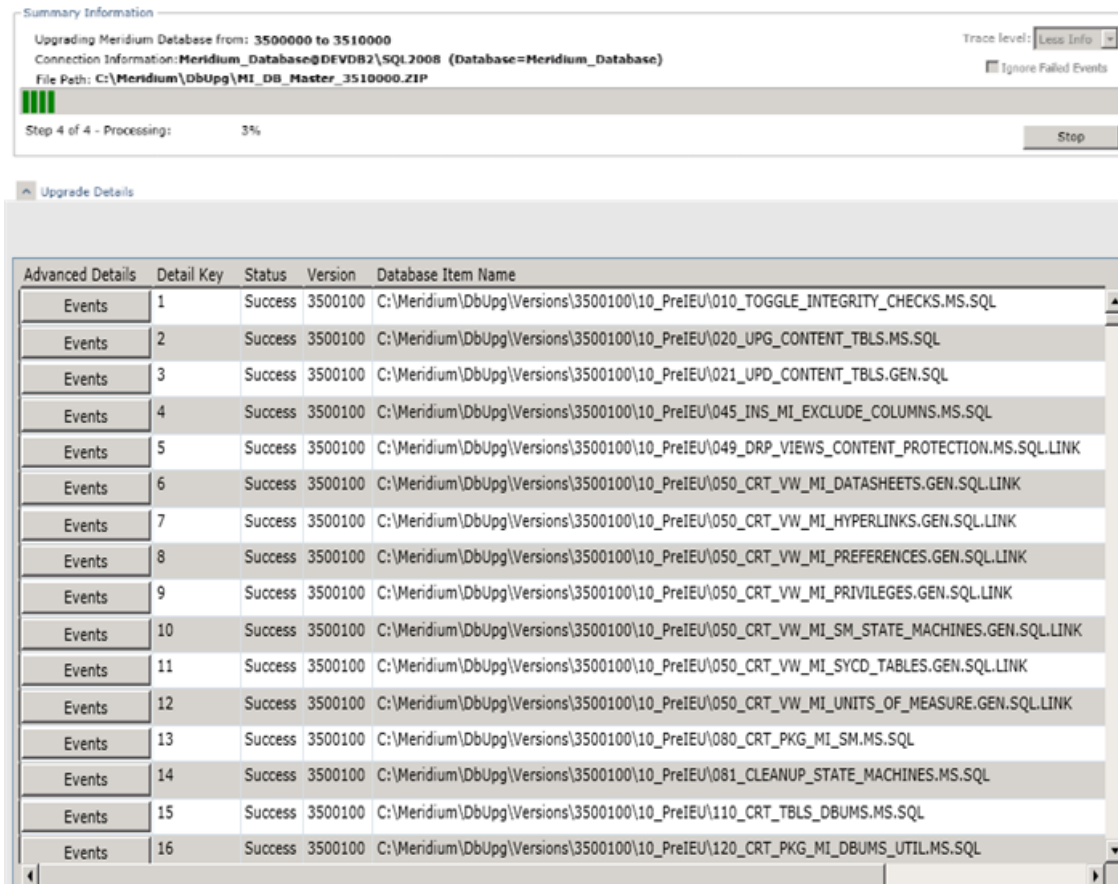 Summary Information
Upgrading Meridium Database from: 3500000 to 3510000
Trace level: Less Info
Connection Information:Meridium_Database@DEVDB2\SQL2008 (Database=Meridium_Database)
Ignore Failed Events
File Path: C:\Meridium\DbUpg\MI_DB_Master_3510000.ZIP
Step 4 of 4 - Processing: 3%
Stop
Upgrade Details
Advanced Details Detail Key Status Version Database Item Name
Events 1 Success 3500100 C:\Meridium\DbUpg\Versions\3500100\10_PreIEU\010_TOGGLE_INTEGRITY_CHECKS.MS.SQL
Events 2 Success 3500100 C:\Meridium\DbUpg\Versions\3500100\10_PreIEU\020_UPG_CONTENT_TBLS.MS.SQL
Events 3 Success 3500100 C:\Meridium\DbUpg\Versions\3500100\10_PreIEU\021_UPD_CONTENT_TBLS.GEN.SQL
Events 4 Success 3500100 C:\Meridium\DbUpg\Versions\3500100\10_PreIEU\045_INS_MI_EXCLUDE_COLUMNS.MS.SQL
Events 5 Success 3500100 C:\Meridium\DbUpg\Versions\3500100\10_PreIEU\049_DRP_VIEWS_CONTENT_PROTECTION.MS.SQL.LINK
Events 6 Success 3500100 C:\Meridium\DbUpg\Versions\3500100\10_PreIEU\050_CRT_VW_MI_DATASHEETS.GEN.SQL.LINK
Events 7 Success 3500100 C:\Meridium\DbUpg\Versions\3500100\10_PreIEU\050_CRT_VW_MI_HYPERLINKS.GEN.SQL.LINK
Events 8 Success 3500100 C:\Meridium\DbUpg\Versions\3500100\10_PreIEU\050_CRT_VW_MI_PREFERENCES.GEN.SQL.LINK
Events 9 Success 3500100 C:\Meridium\DbUpg\Versions\3500100\10_PreIEU\050_CRT_VW_MI_PRIVILEGES.GEN.SQL.LINK
Events 10 Success 3500100 C:\Meridium\DbUpg\Versions\3500100\10_PreIEU\050_CRT_VW_MI_SM_STATE_MACHINES.GEN.SQL.LINK
Events 11 Success 3500100 C:\Meridium\DbUpg\Versions\3500100\10_PreIEU\050_CRT_VW_MI_SYCD_TABLES.GEN.SQL.LINK
Events 12 Success 3500100 C:\Meridium\DbUpg\Versions\3500100\10_PreIEU\050_CRT_VW_MI_UNITS_OF_MEASURE.GEN.SQL.LINK
Events 13 Success 3500100 C:\Meridium\DbUpg\Versions\3500100\10_PreIEU\080_CRT_PKG_MI_SM.MS.SQL
Events 14 Success 3500100 C:\Meridium\DbUpg\Versions\3500100\10_PreIEU\081_CLEANUP_STATE_MACHINES.MS.SQL
Events 15 Success 3500100 C:\Meridium\DbUpg\Versions\3500100\10_PreIEU\110_CRT_TBLS_DBUMS.MS.SQL
Events 16 Success 3500100 C:\Meridium\DbUpg\Versions\3500100\10_PreIEU\120_CRT_PKG_MI_DBUMS_UTIL.MS.SQL